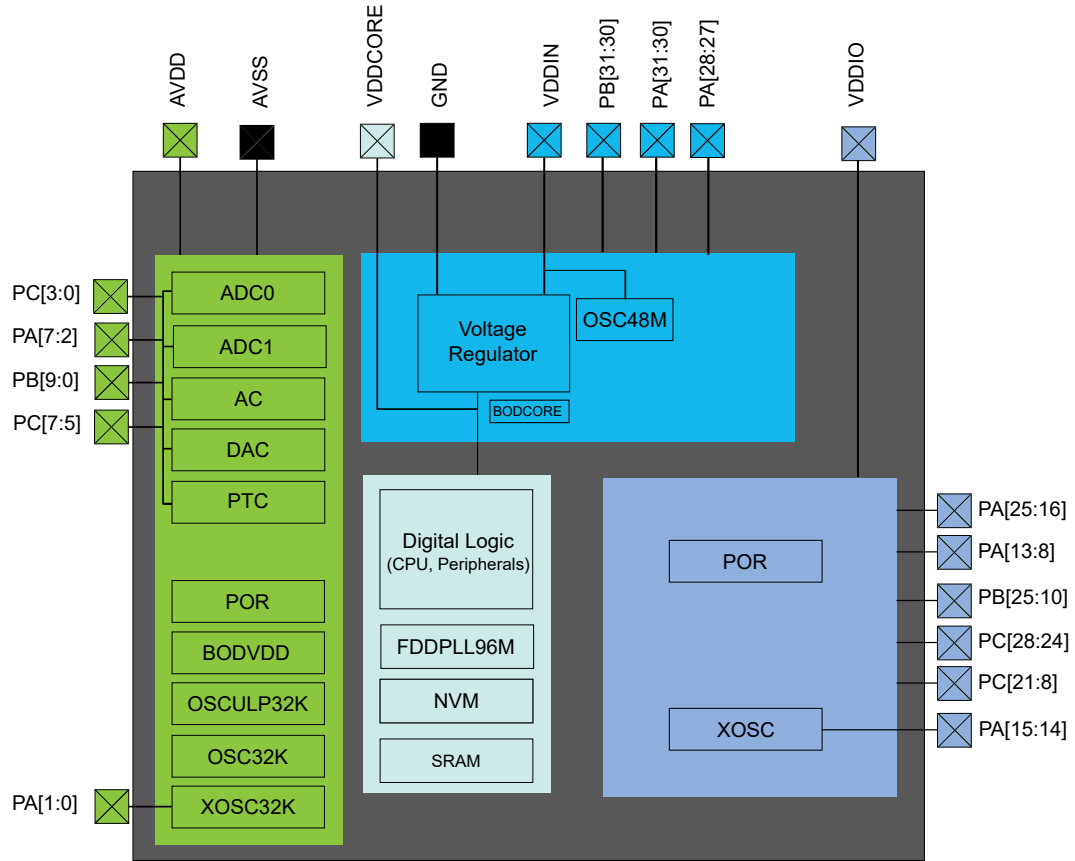 AVDD
AVSS
VDDCORE
GND
VDDIN
PB[31:30]
PA[31:30]
PA[28:27]
VDDIO
PC[3:0]
PA[7:2]
PB[9:0]
PC[7:5]
PA[1:0]
ADC0
ADC1
AC
DAC
PTC
POR
BODVDD
OSCULP32K
OSC32K
XOSC32K
Voltage
Regulator
OSC48M
BODCORE
Digital Logic
(CPU, Peripherals)
FDDPLL96M
NVM
SRAM
POR
XOSC
PA[25:16]
PA[13:8]
PB[25:10]
PC[28:24]
PC[21:8]
PA[15:14]